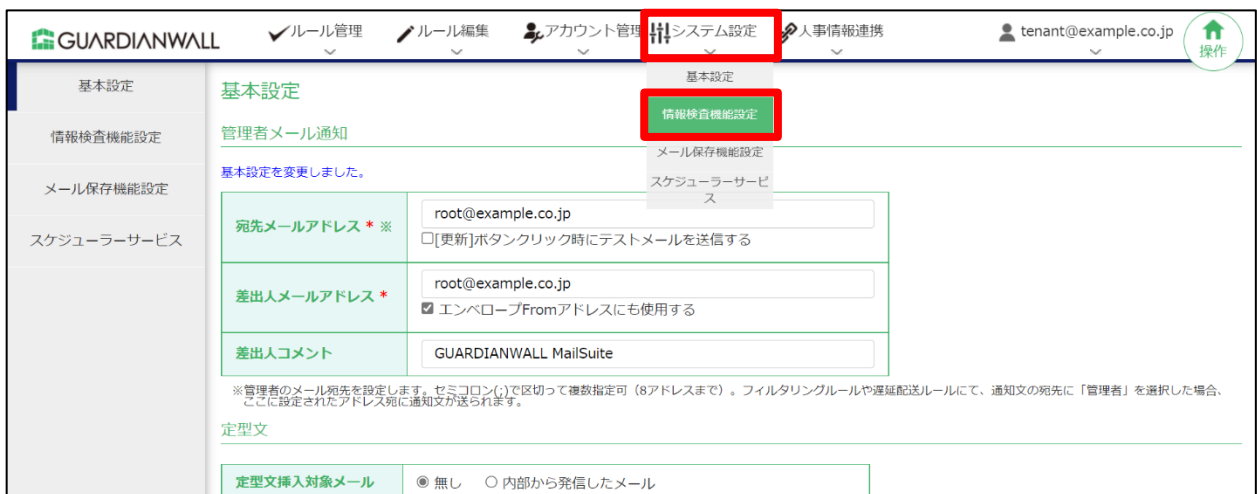 GUARDIANWALL
ルール管理
ルール編集
アカウント管理
システム設定
人事情報連携
tenant@example.co.jp
操作
基本設定
情報検査機能設定
メール保存機能設定
スケジューラーサービ
ス
基本設定
情報検査機能設定
メール保存機能設定
スケジューラーサービス
基本設定
管理者メール通知
基本設定を変更しました。
宛先メールアドレス * ※
root@example.co.jp
[更新]ボタンクリック時にテストメールを送信する
差出人メールアドレス *
root@example.co.jp
エンベロープFromアドレスにも使用する
差出人コメント
GUARDIANWALL MailSuite
※管理者のメール宛先を設定します。セミコロン(;)で区切って複数指定可（8アドレスまで）。フィルタリングルールや遅延配送ルールにて、通知文の宛先に「管理者」を選択した場合、
ここに設定されたアドレス宛に通知文が送られます。
定型文
定型文挿入対象メール
無し 内部から発信したメール